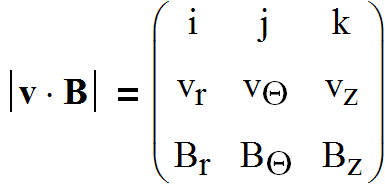 |v · B| = ( i j k
v_r v_Θ v_z
B_r B_Θ B_z )